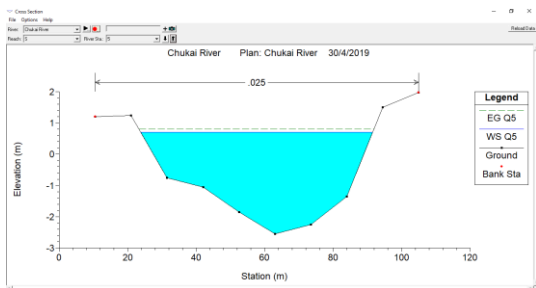 Cross Section
File Options Help
River: Chukai River
Reload Data
Reach: River Sta.: 5
Chukai River Plan: Chukai River 30/4/2019
.025
Legend
EG Q5
WS Q5
Ground
Bank Sta
Elevation (m)
2
1
0
-1
-2
-3
0 20 40 60 80 100 120
Station (m)